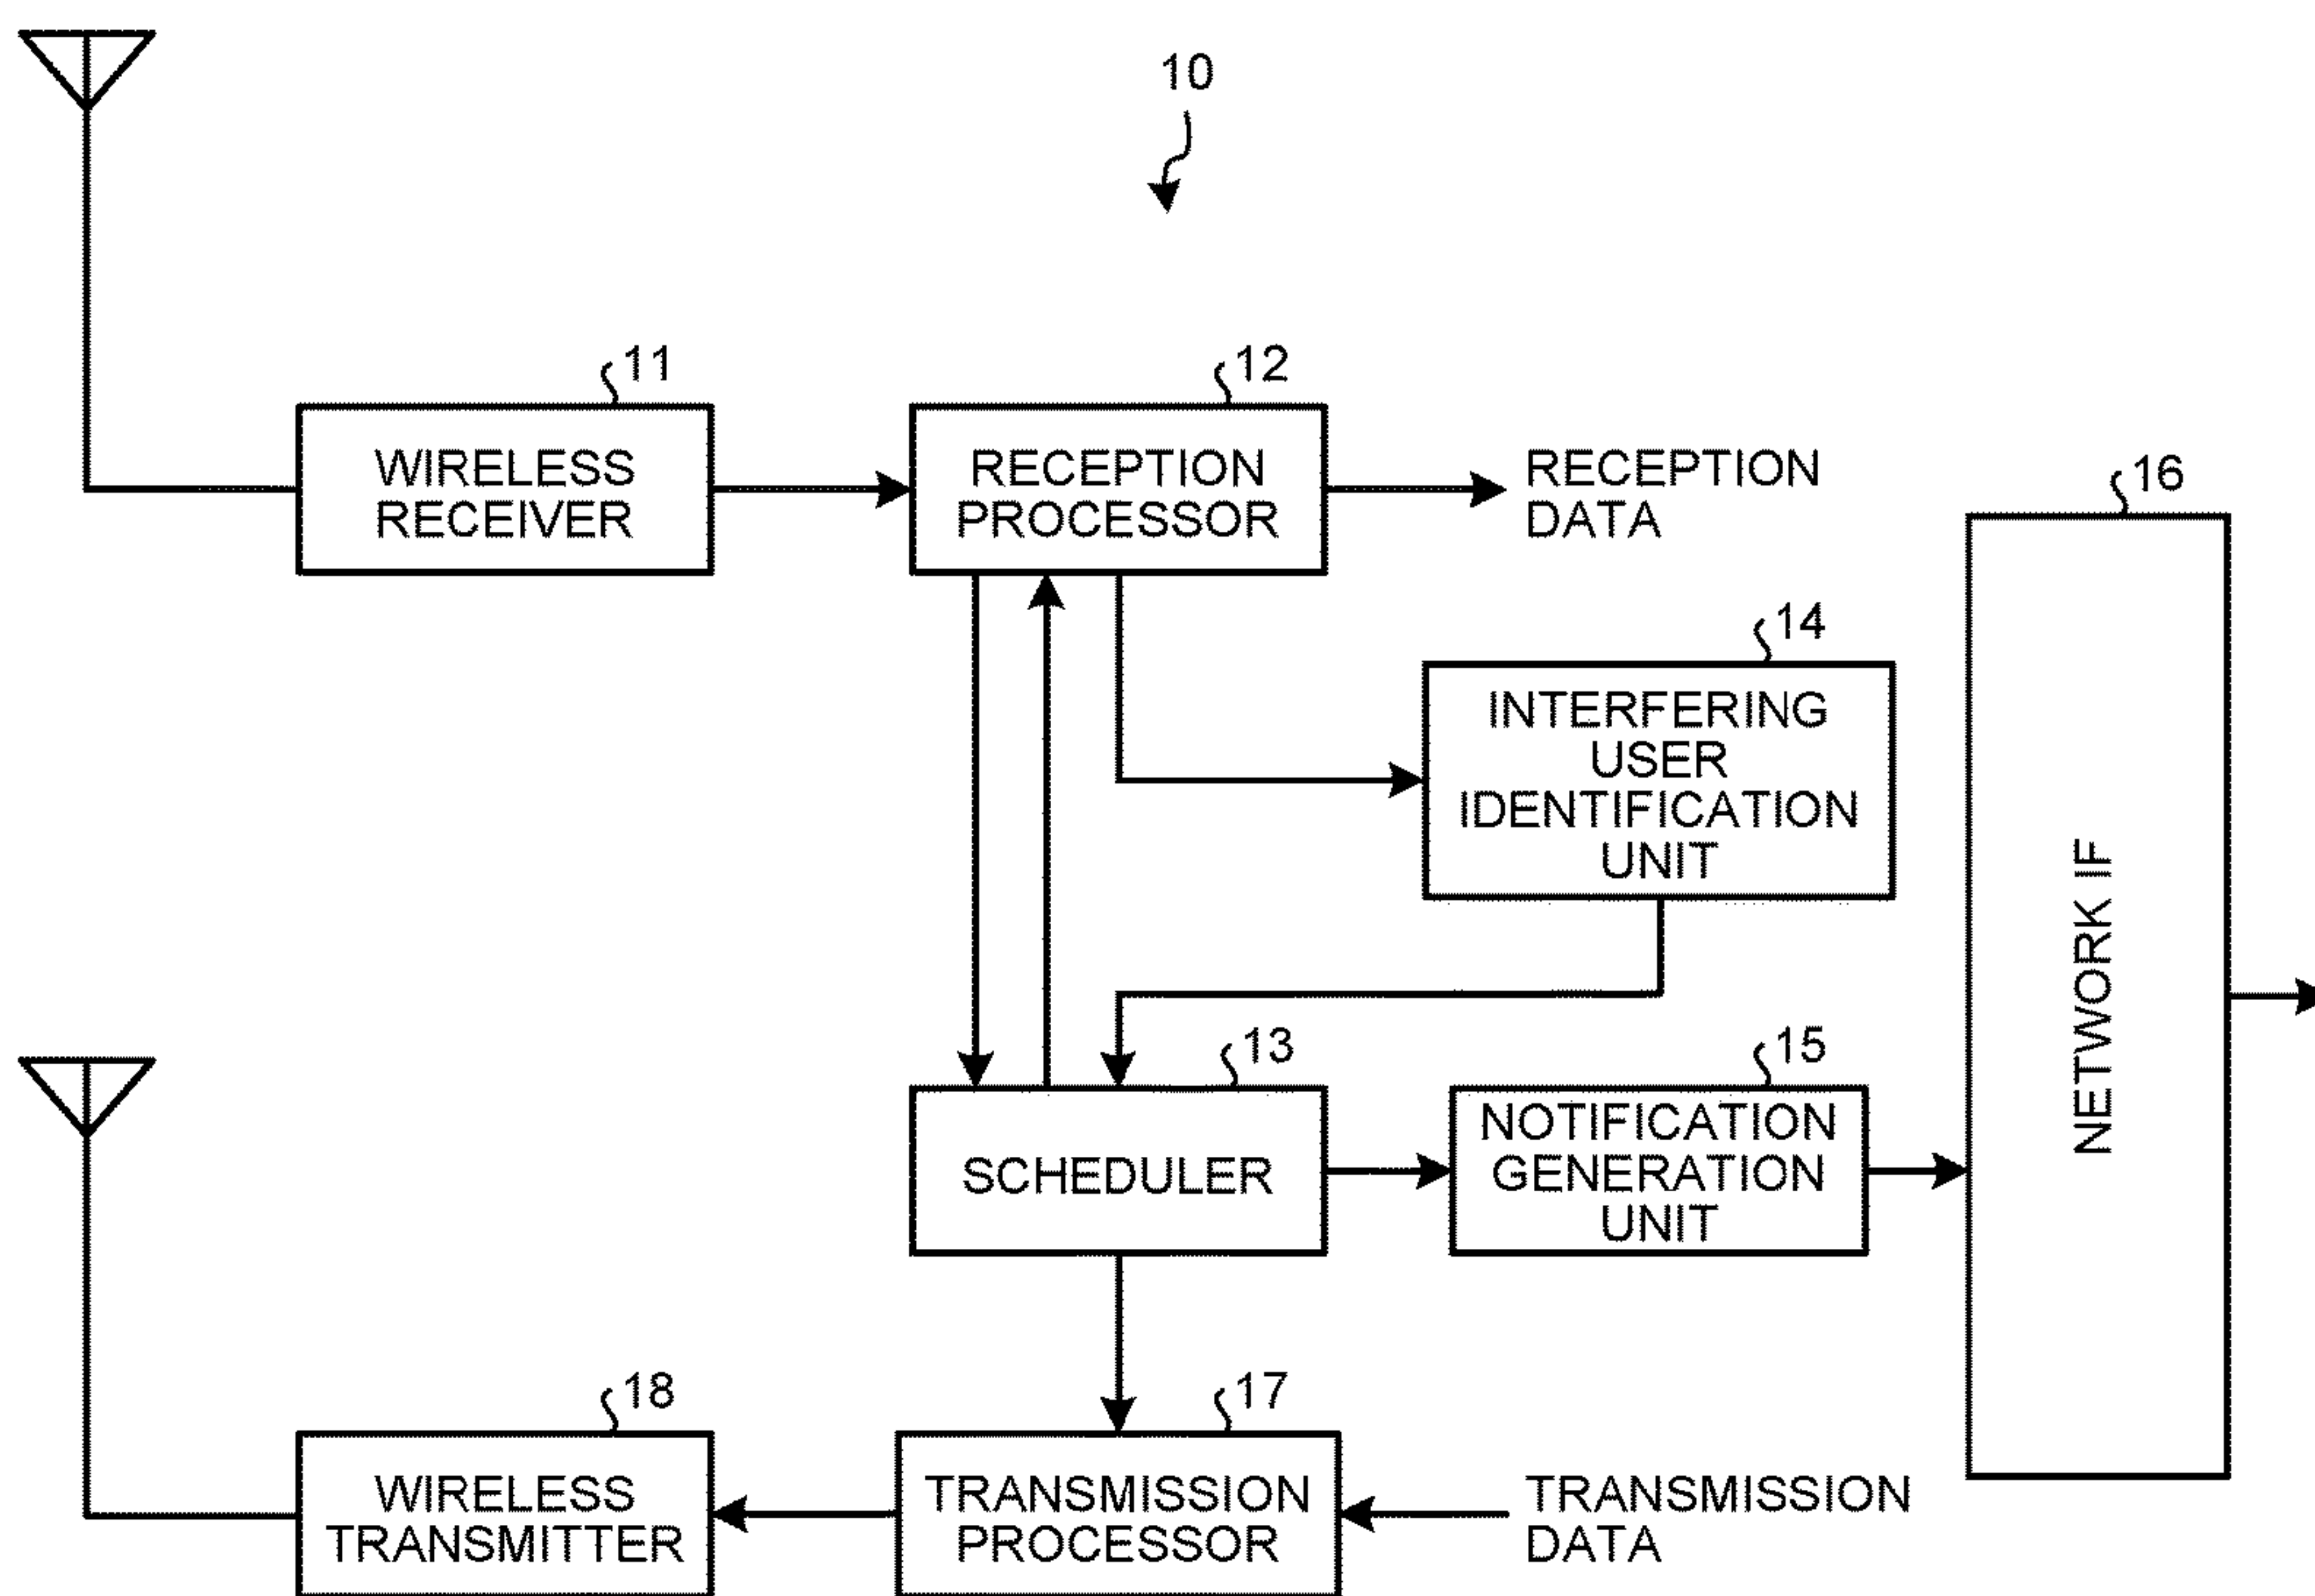 10
11
WIRELESS
RECEIVER
12
RECEPTION
PROCESSOR
RECEPTION
DATA
16
NETWORK IF
14
INTERFERING
USER
IDENTIFICATION
UNIT
13
SCHEDULER
15
NOTIFICATION
GENERATION
UNIT
18
WIRELESS
TRANSMITTER
17
TRANSMISSION
PROCESSOR
TRANSMISSION
DATA